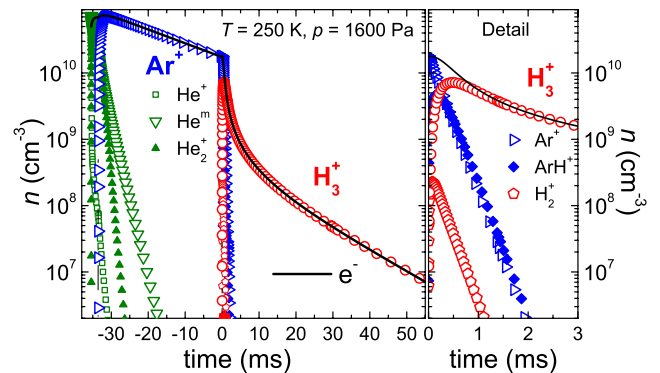 T = 250 K, p = 1600 Pa
Detail
Ar⁺
He⁺
Heᵐ
He₂⁺
H₃⁺
e⁻
H₃⁺
Ar⁺
ArH⁺
H₂⁺
n (cm⁻³)
10¹⁰
10⁹
10⁸
10⁷
n (cm⁻³)
10¹⁰
10⁹
10⁸
10⁷
-30 -20 -10 0 10 20 30 40 50
0 1 2 3
time (ms)
time (ms)